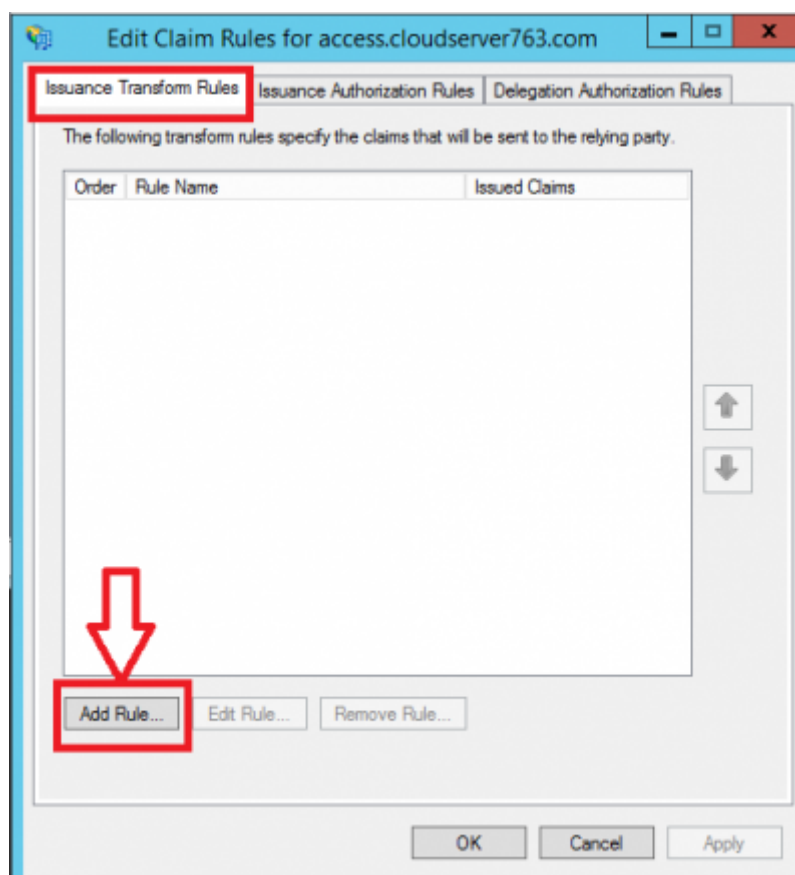 Edit Claim Rules for access.cloudserver763.com
Issuance Transform Rules Issuance Authorization Rules Delegation Authorization Rules
The following transform rules specify the claims that will be sent to the relying party.
Order Rule Name Issued Claims
Add Rule... Edit Rule... Remove Rule...
OK Cancel Apply